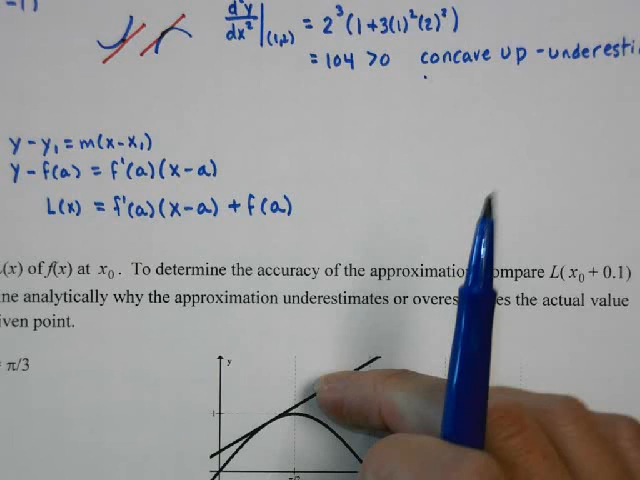 -1)
d²y/dx² |(1,2) = 2³(1+3(1)²(2)²)
= 104 > 0 concave up - underesti
y - y₁ = m(x - x₁)
y - f(a) = f'(a)(x - a)
L(x) = f'(a)(x - a) + f(a)
(x) of f(x) at x₀. To determine the accuracy of the approximatio ompare L(x₀ + 0.1)
ne analytically why the approximation underestimates or overes es the actual value
iven point.
π/3
y